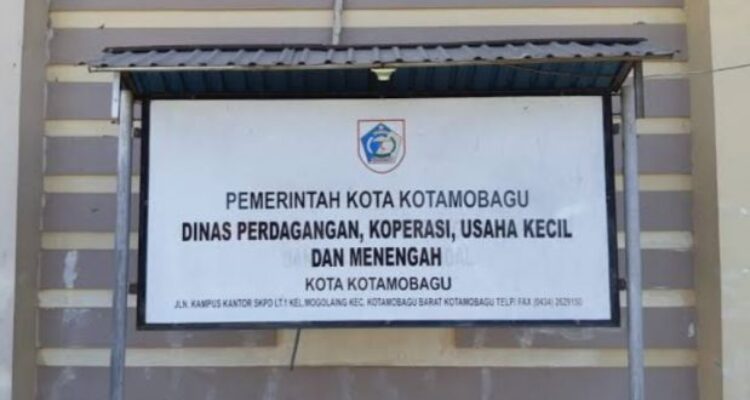 PEMERINTAH KOTA KOTAMOBAGU
DINAS PERDAGANGAN, KOPERASI, USAHA KECIL
DAN MENENGAH
KOTA KOTAMOBAGU
JLN. KAMPUS KANTOR SKPD LT.1 KEL.MOGOLAING KEC. KOTAMOBAGU BARAT KOTAMOBAGU TELP/ FAX (0434) 2629150